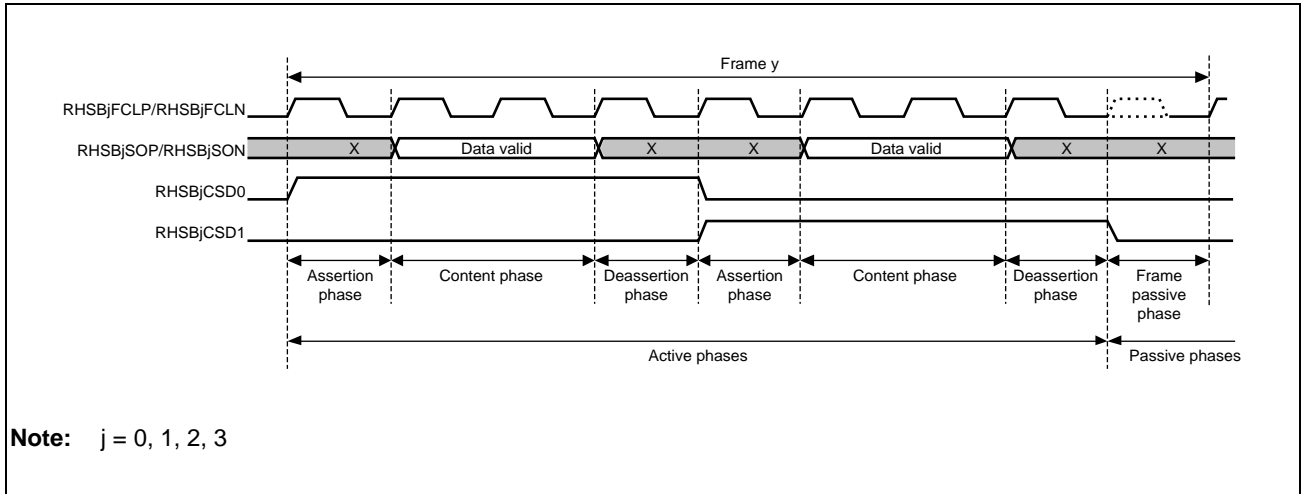 Frame y
RHSBjFCLP/RHSBjFCLN
RHSBjSOP/RHSBjSON
X Data valid X X Data valid X X
RHSBjCSD0
RHSBjCSD1
Assertion phase
Content phase
Deassertion phase
Assertion phase
Content phase
Deassertion phase
Frame passive phase
Active phases
Passive phases
Note: j = 0, 1, 2, 3